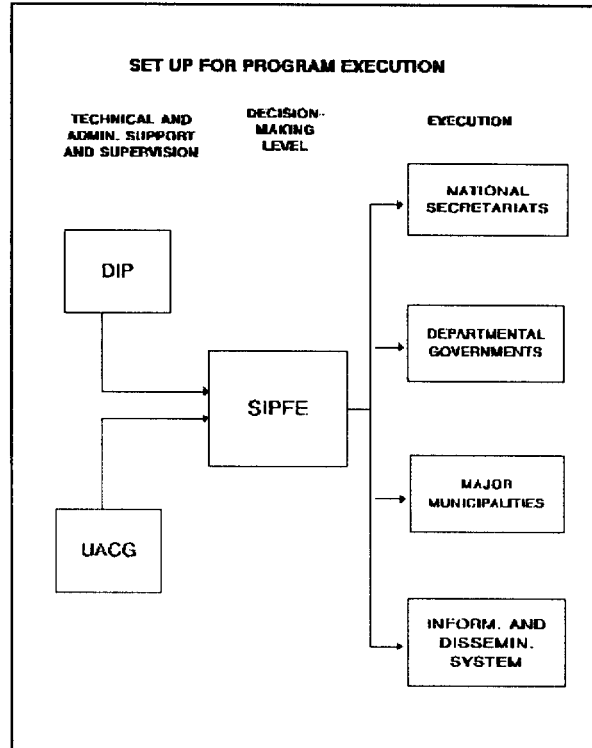 SET UP FOR PROGRAM EXECUTION
TECHNICAL AND
ADMIN. SUPPORT
AND SUPERVISION
DECISION-
MAKING
LEVEL
EXECUTION
NATIONAL
SECRETARIATS
DIP
DEPARTMENTAL
GOVERNMENTS
SIPFE
MAJOR
MUNICIPALITIES
UACG
INFORM. AND
DISSEMIN.
SYSTEM